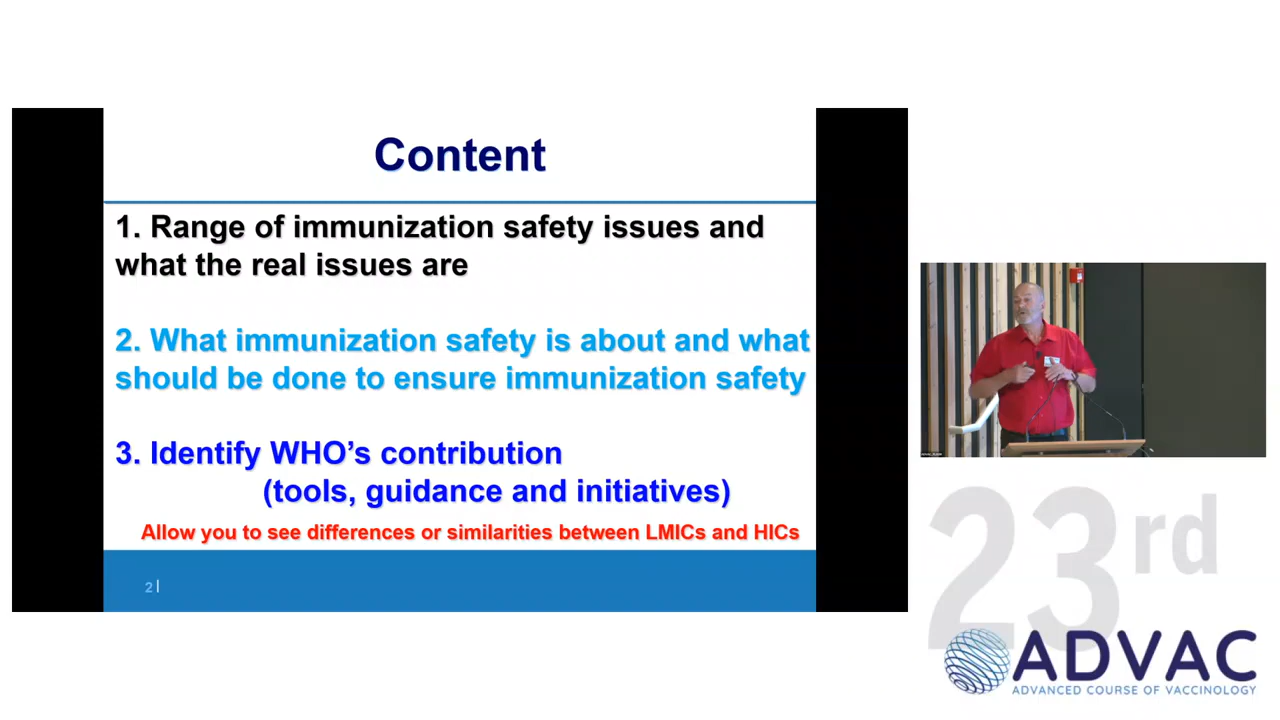 Content
1. Range of immunization safety issues and
what the real issues are
2. What immunization safety is about and what
should be done to ensure immunization safety
3. Identify WHO’s contribution
(tools, guidance and initiatives)
Allow you to see differences or similarities between LMICs and HICs
2|
23rd
ADVAC
ADVANCED COURSE OF VACCINOLOGY